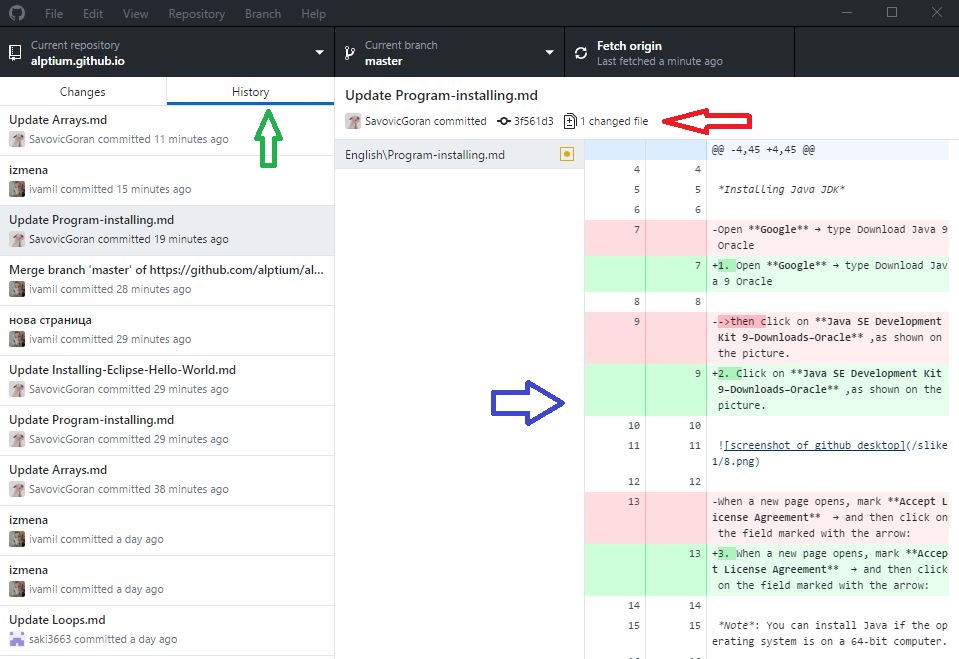 File Edit View Repository Branch Help
Current repository
alptium.github.io
Current branch
master
Fetch origin
Last fetched a minute ago
Changes
History
Update Arrays.md
SavovicGoran committed 11 minutes ago
izmena
ivamil committed 15 minutes ago
Update Program-installing.md
SavovicGoran committed 19 minutes ago
Merge branch 'master' of https://github.com/alptium/al...
ivamil committed 28 minutes ago
нова страница
ivamil committed 29 minutes ago
Update Installing-Eclipse-Hello-World.md
SavovicGoran committed 29 minutes ago
Update Program-installing.md
SavovicGoran committed 29 minutes ago
Update Arrays.md
SavovicGoran committed 38 minutes ago
izmena
ivamil committed a day ago
izmena
ivamil committed a day ago
Update Loops.md
saki3663 committed a day ago
Update Program-installing.md
SavovicGoran committed 3f561d3 1 changed file
English\Program-installing.md
@@ -4,45 +4,45 @@
4 4
5 5 *Installing Java JDK*
6 6
7 -Open **Google** → type Download Java 9
Oracle
7 +1. Open **Google** → type Download Jav
a 9 Oracle
8 8
9 -->then click on **Java SE Development
Kit 9-Downloads-Oracle** ,as shown on
the picture.
9 +2. Click on **Java SE Development Kit
9-Downloads-Oracle** ,as shown on the
picture.
10 10
11 11 ![screenshot of github desktop](/slike
1/8.png)
12 12
13 -When a new page opens, mark **Accept L
icense Agreement** → and then click on
the field marked with the arrow:
13 +3. When a new page opens, mark **Accep
t License Agreement** → and then click
on the field marked with the arrow:
14 14
15 15 *Note*: You can install Java if the op
erating system is on a 64-bit computer.